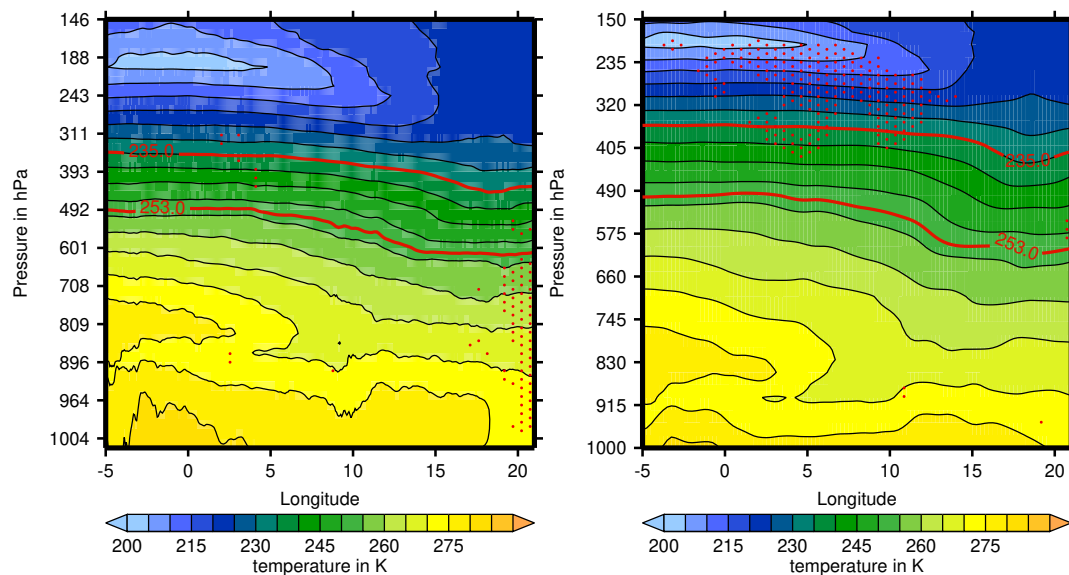 146
188
243
311
393
492
601
708
809
896
964
1004
Pressure in hPa
235.0
253.0
-5 0 5 10 15 20
Longitude
200 215 230 245 260 275
temperature in K
150
235
320
405
490
575
660
745
830
915
1000
Pressure in hPa
235.0
253.0
-5 0 5 10 15 20
Longitude
200 215 230 245 260 275
temperature in K